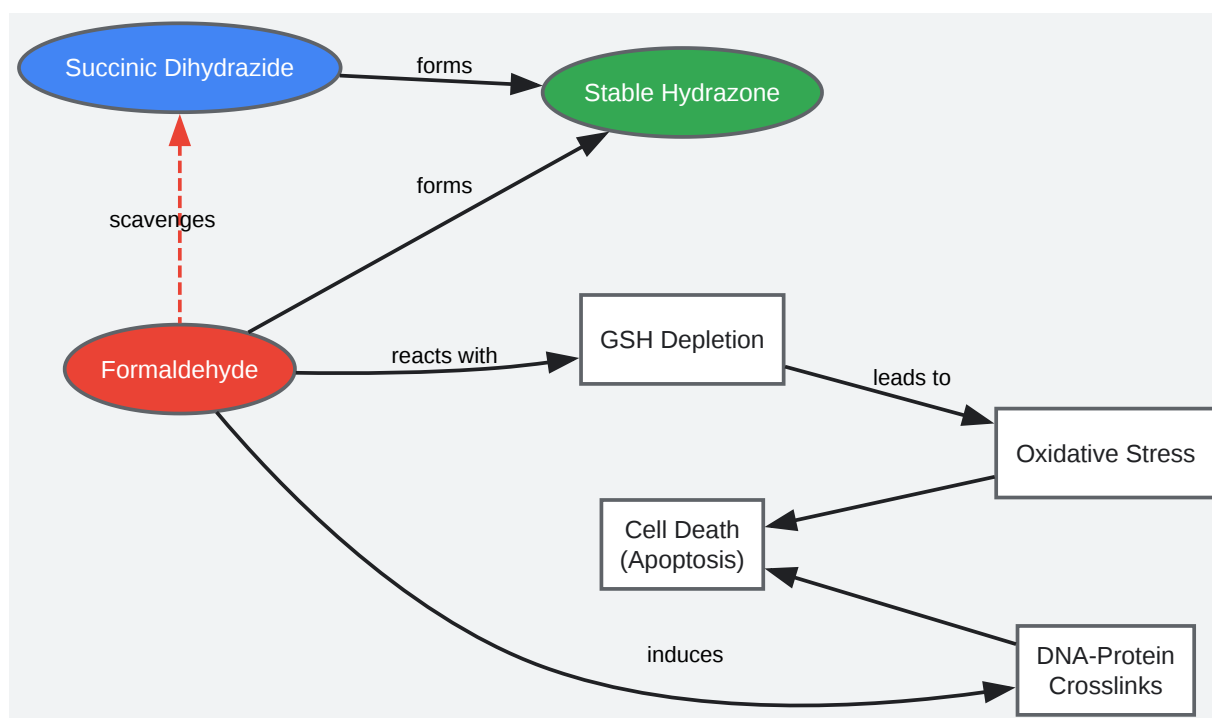 Succinic Dihydrazide
forms
Stable Hydrazone
forms
scavenges
Formaldehyde
reacts with
GSH Depletion
leads to
Oxidative Stress
Cell Death
(Apoptosis)
induces
DNA-Protein
Crosslinks